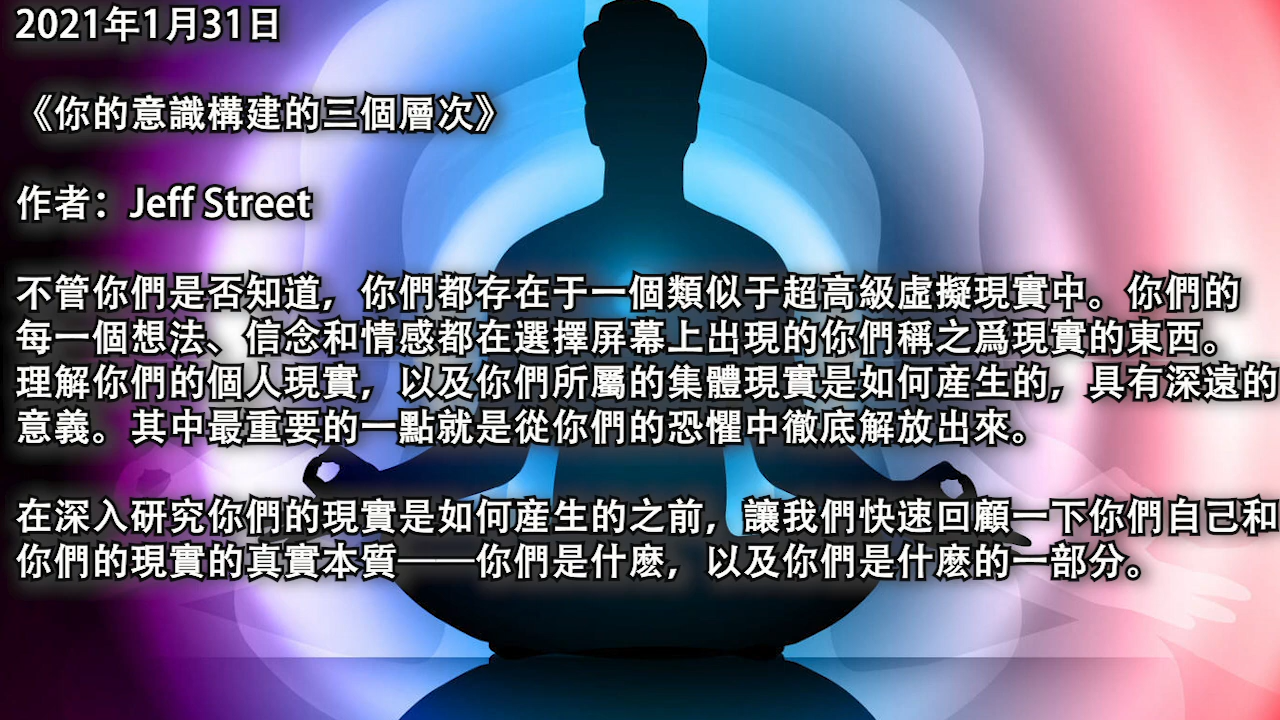 2021年1月31日
《你的意識構建的三個層次》
作者：Jeff Street
不管你們是否知道，你們都存在于一個類似于超高級虛擬現實中。你們的
每一個想法、信念和情感都在選擇屏幕上出現的你們稱之爲現實的東西。
理解你們的個人現實，以及你們所屬的集體現實是如何産生的，具有深遠的
意義。其中最重要的一點就是從你們的恐懼中徹底解放出來。
在深入研究你們的現實是如何産生的之前，讓我們快速回顧一下你們自己和
你們的現實的真實本質——你們是什麽，以及你們是什麽的一部分。